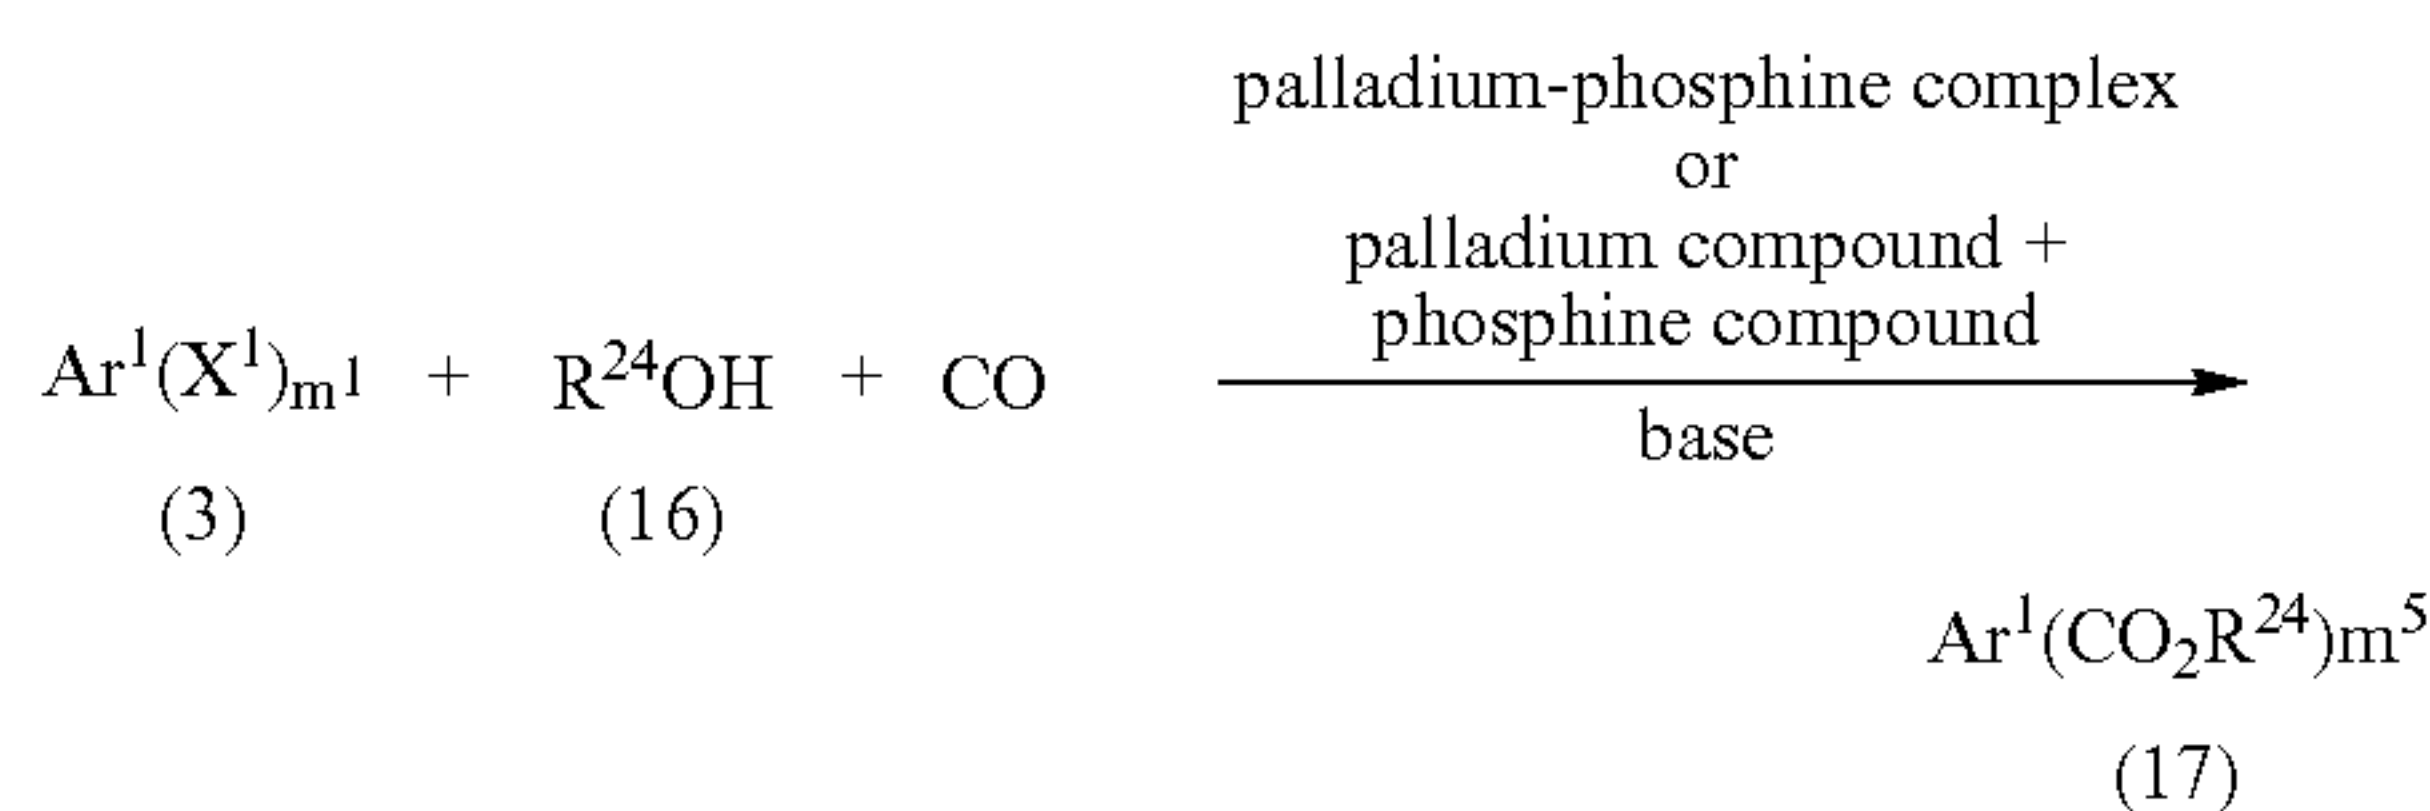 palladium-phosphine complex
or
palladium compound +
phosphine compound
Ar¹(X¹)ₘ1 + R²⁴OH + CO
base
(3) (16)
Ar¹(CO₂R²⁴)m⁵
(17)